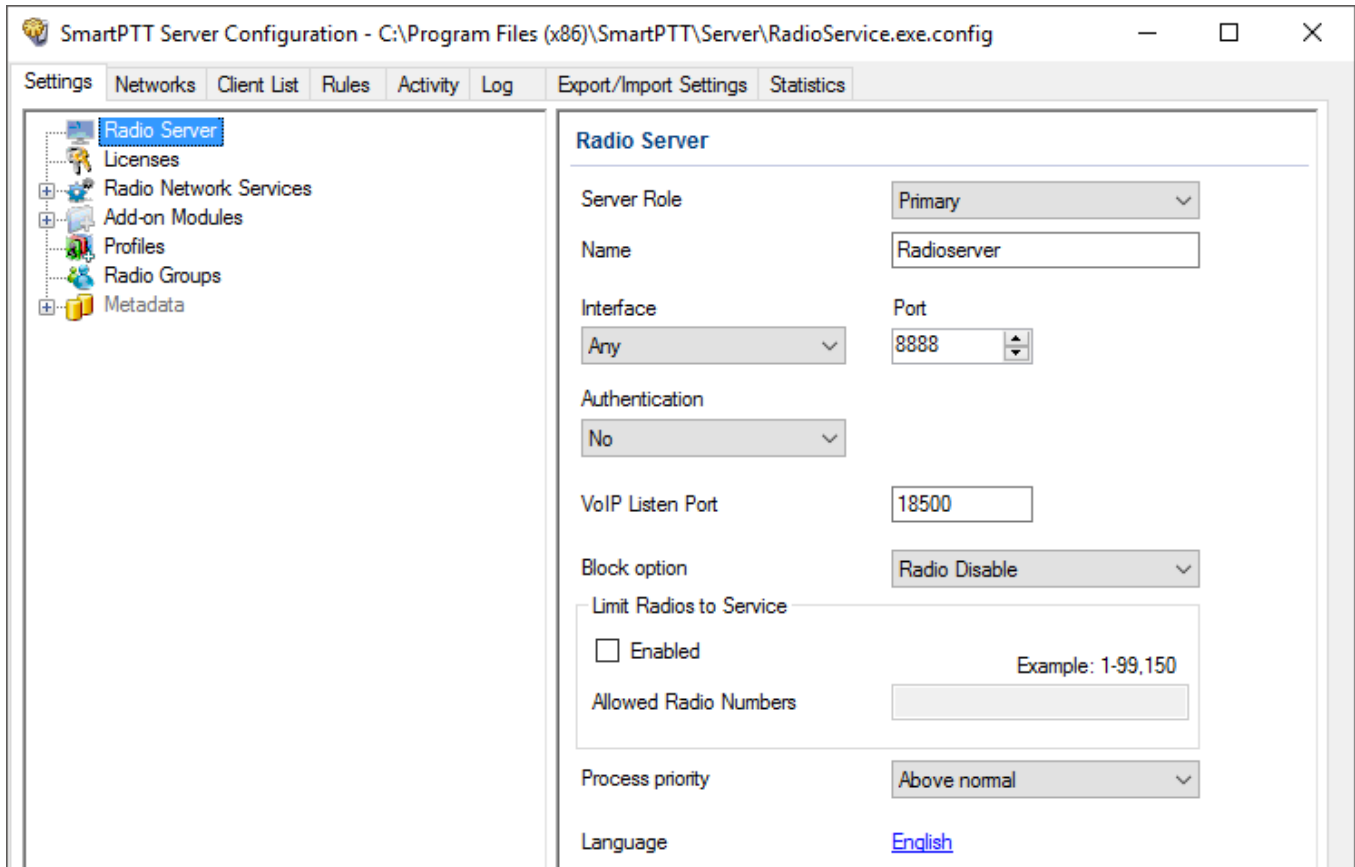 SmartPTT Server Configuration - C:\Program Files (x86)\SmartPTT\Server\RadioService.exe.config
Settings Networks Client List Rules Activity Log Export/Import Settings Statistics
Radio Server
Licenses
Radio Network Services
Add-on Modules
Profiles
Radio Groups
Metadata
Radio Server
Server Role Primary
Name Radioserver
Interface Port
Any 8888
Authentication
No
VoIP Listen Port 18500
Block option Radio Disable
Limit Radios to Service
Enabled
Example: 1-99,150
Allowed Radio Numbers
Process priority Above normal
Language English